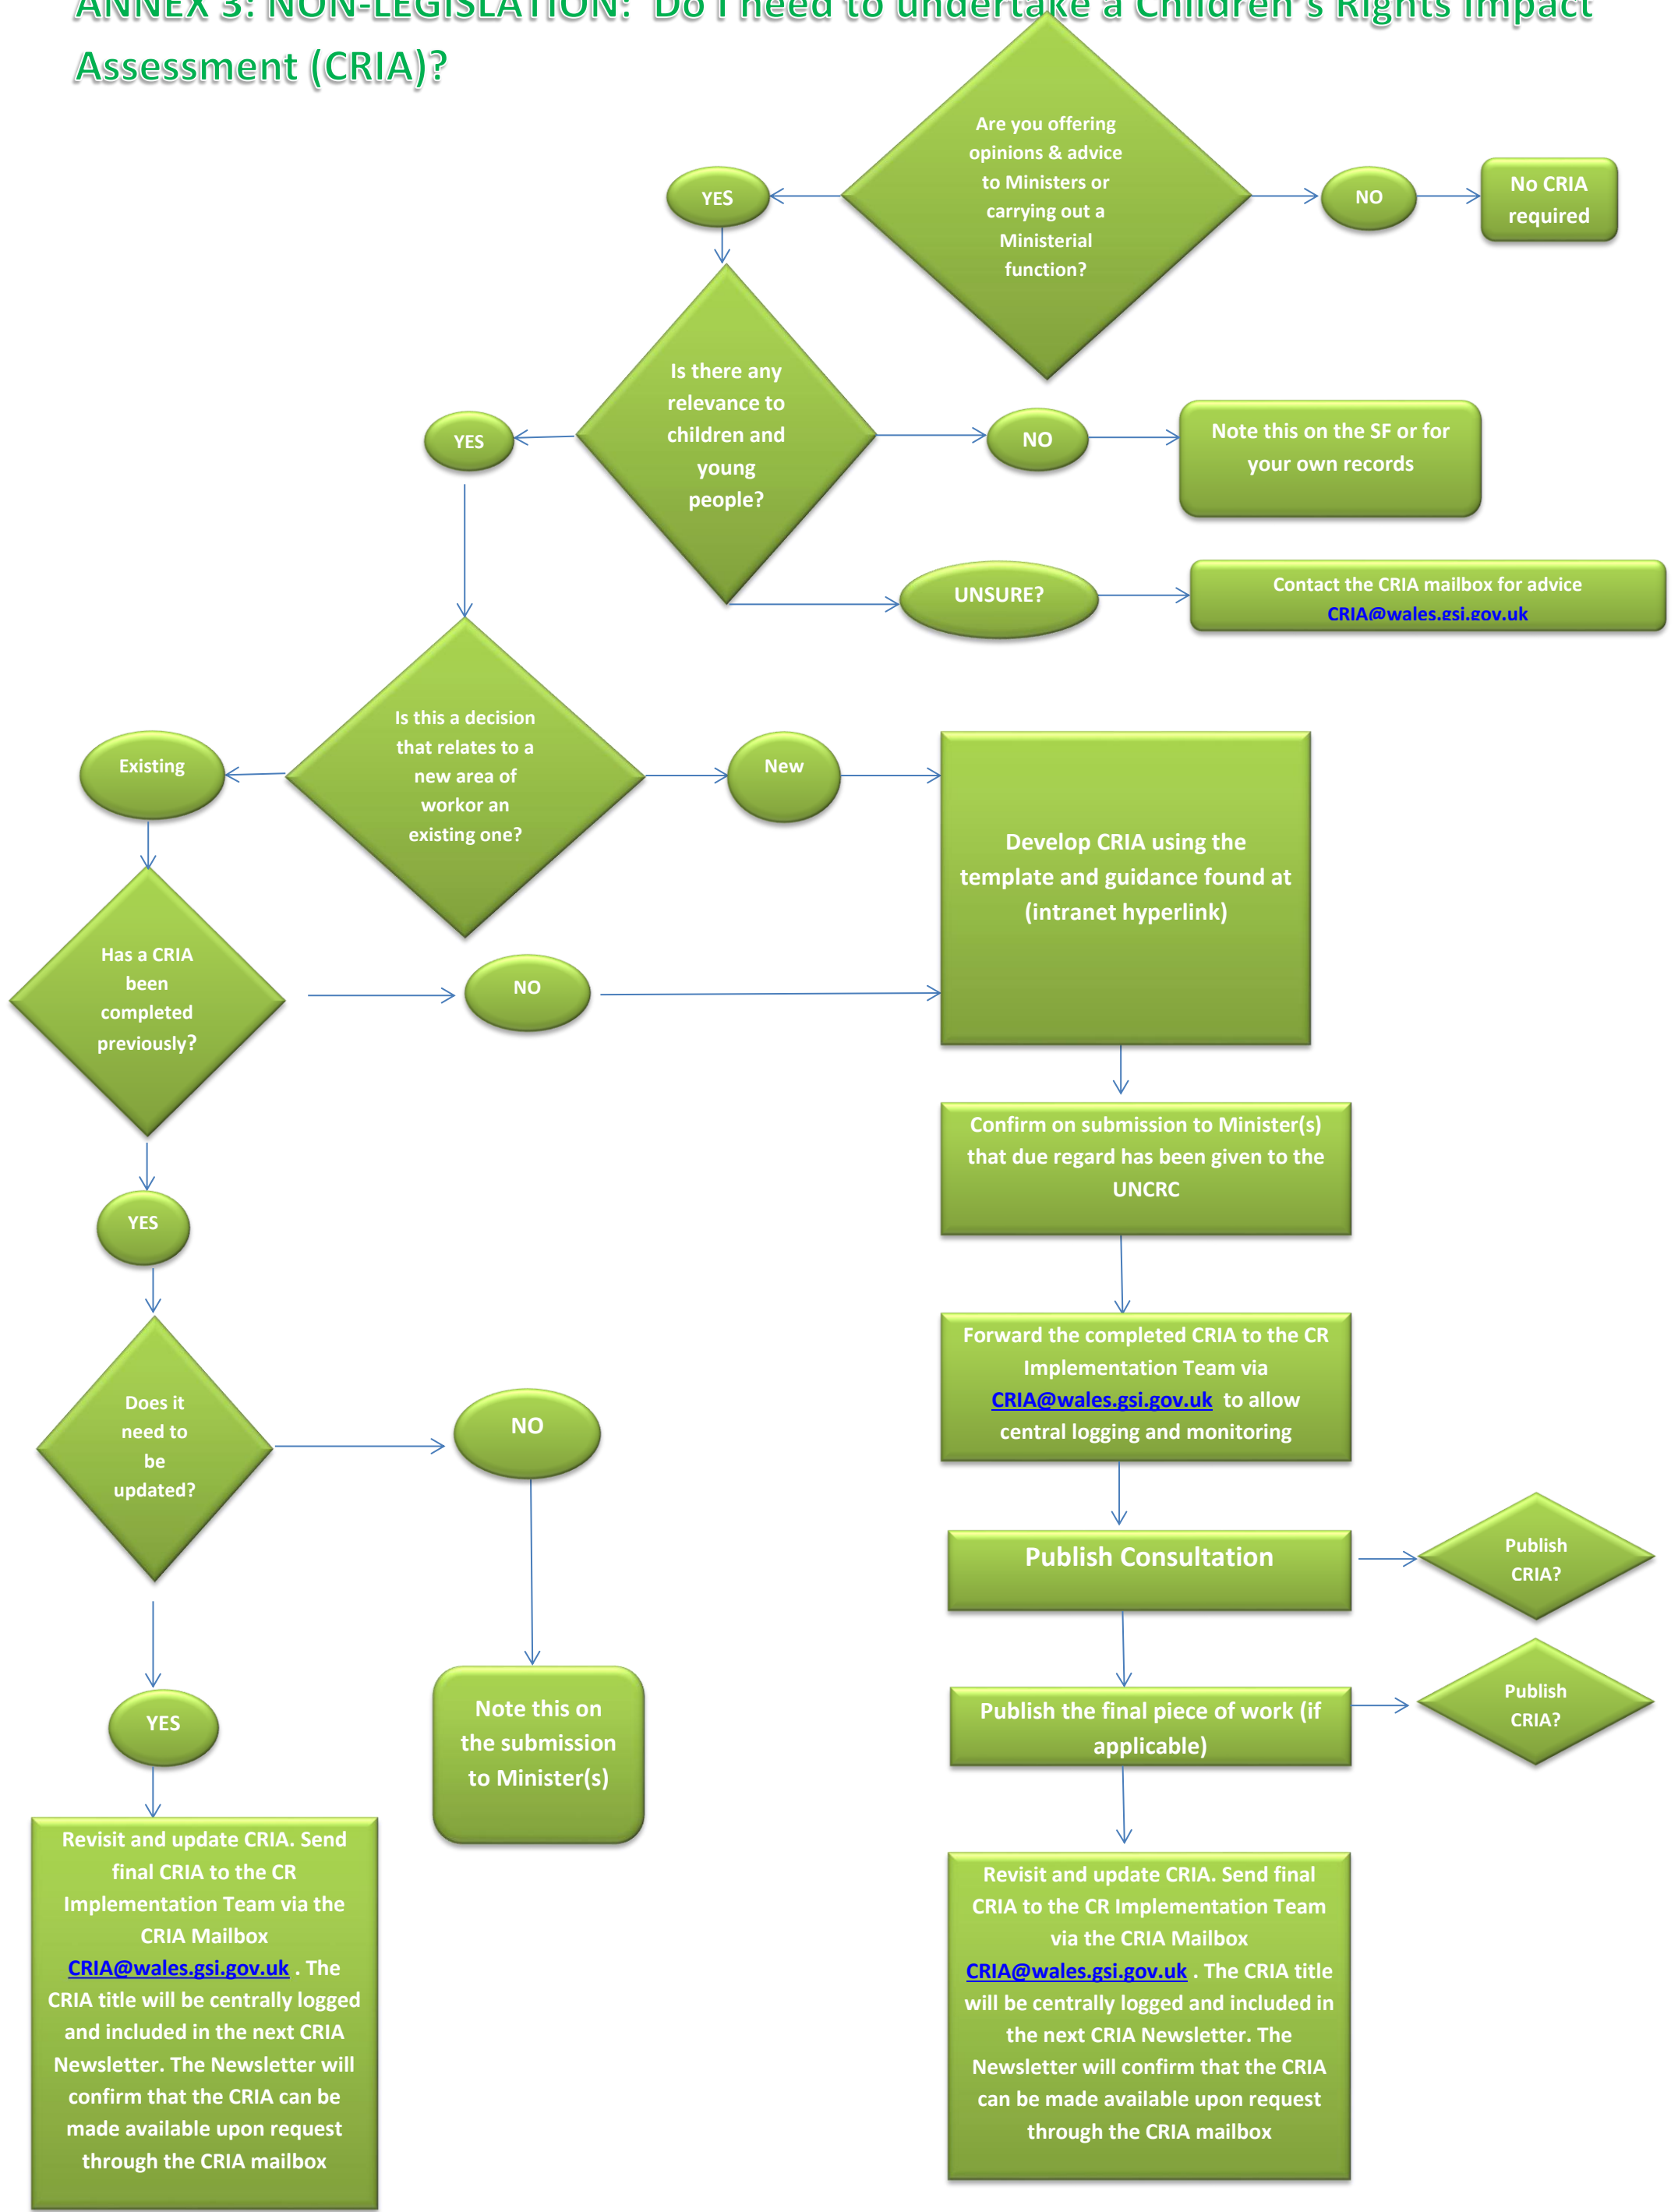 ANNEX 3: NON-LEGISLATION: Do I need to undertake a Children's Rights Impact
Assessment (CRIA)?
Are you offering
opinions & advice
to Ministers or
carrying out a
Ministerial
function?
YES
NO
No CRIA
required
Is there any
relevance to
children and
young
people?
YES
NO
Note this on the SF or for
your own records
UNSURE?
Contact the CRIA mailbox for advice
CRIA@wales.gsi.gov.uk
Is this a decision
that relates to a
new area of
workor an
existing one?
Existing
New
Develop CRIA using the
template and guidance found at
(intranet hyperlink)
Has a CRIA
been
completed
previously?
NO
Confirm on submission to Minister(s)
that due regard has been given to the
UNCRC
YES
Forward the completed CRIA to the CR
Implementation Team via
CRIA@wales.gsi.gov.uk to allow
central logging and monitoring
Does it
need to
be
updated?
NO
Publish Consultation
Publish
CRIA?
Note this on
the submission
to Minister(s)
Publish the final piece of work (if
applicable)
Publish
CRIA?
YES
Revisit and update CRIA. Send
final CRIA to the CR
Implementation Team via the
CRIA Mailbox
CRIA@wales.gsi.gov.uk . The
CRIA title will be centrally logged
and included in the next CRIA
Newsletter. The Newsletter will
confirm that the CRIA can be
made available upon request
through the CRIA mailbox
Revisit and update CRIA. Send final
CRIA to the CR Implementation Team
via the CRIA Mailbox
CRIA@wales.gsi.gov.uk . The CRIA title
will be centrally logged and included in
the next CRIA Newsletter. The
Newsletter will confirm that the CRIA
can be made available upon request
through the CRIA mailbox